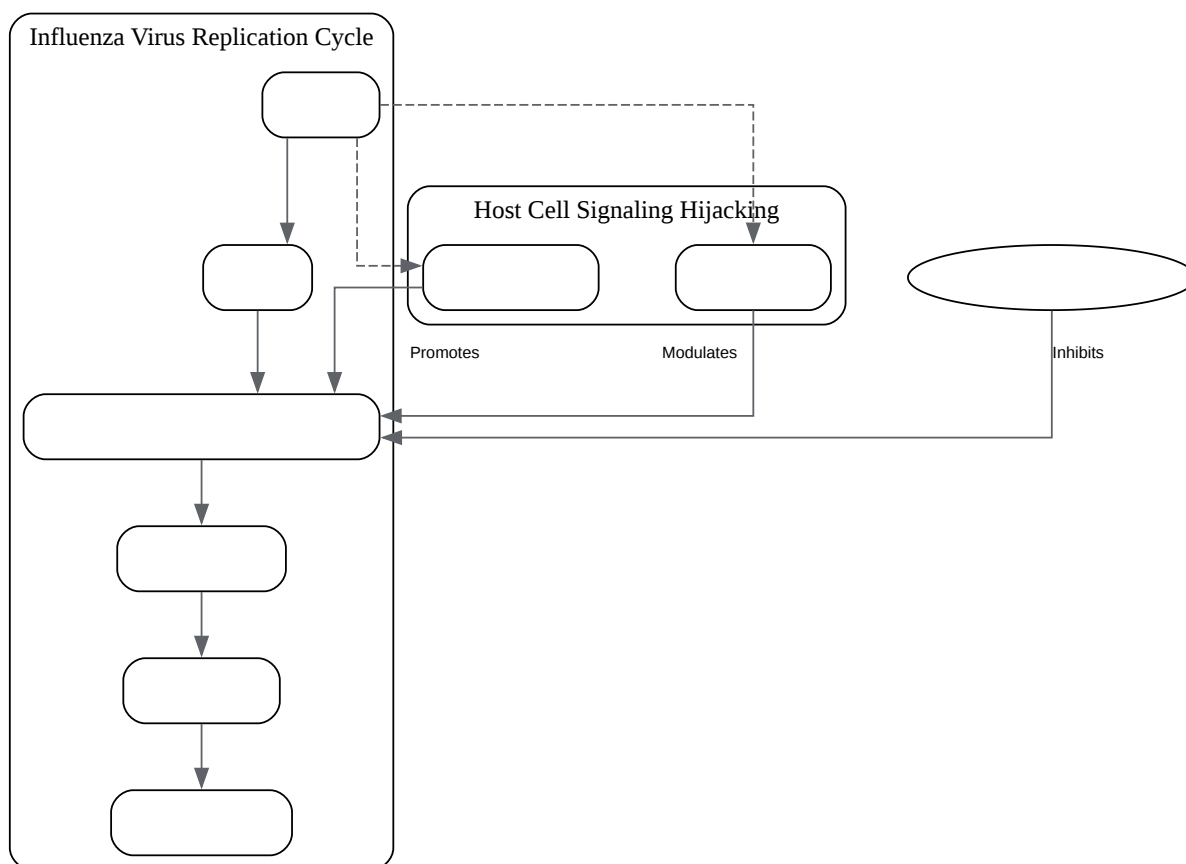 Influenza Virus Replication Cycle
Host Cell Signaling Hijacking
Promotes
Modulates
Inhibits